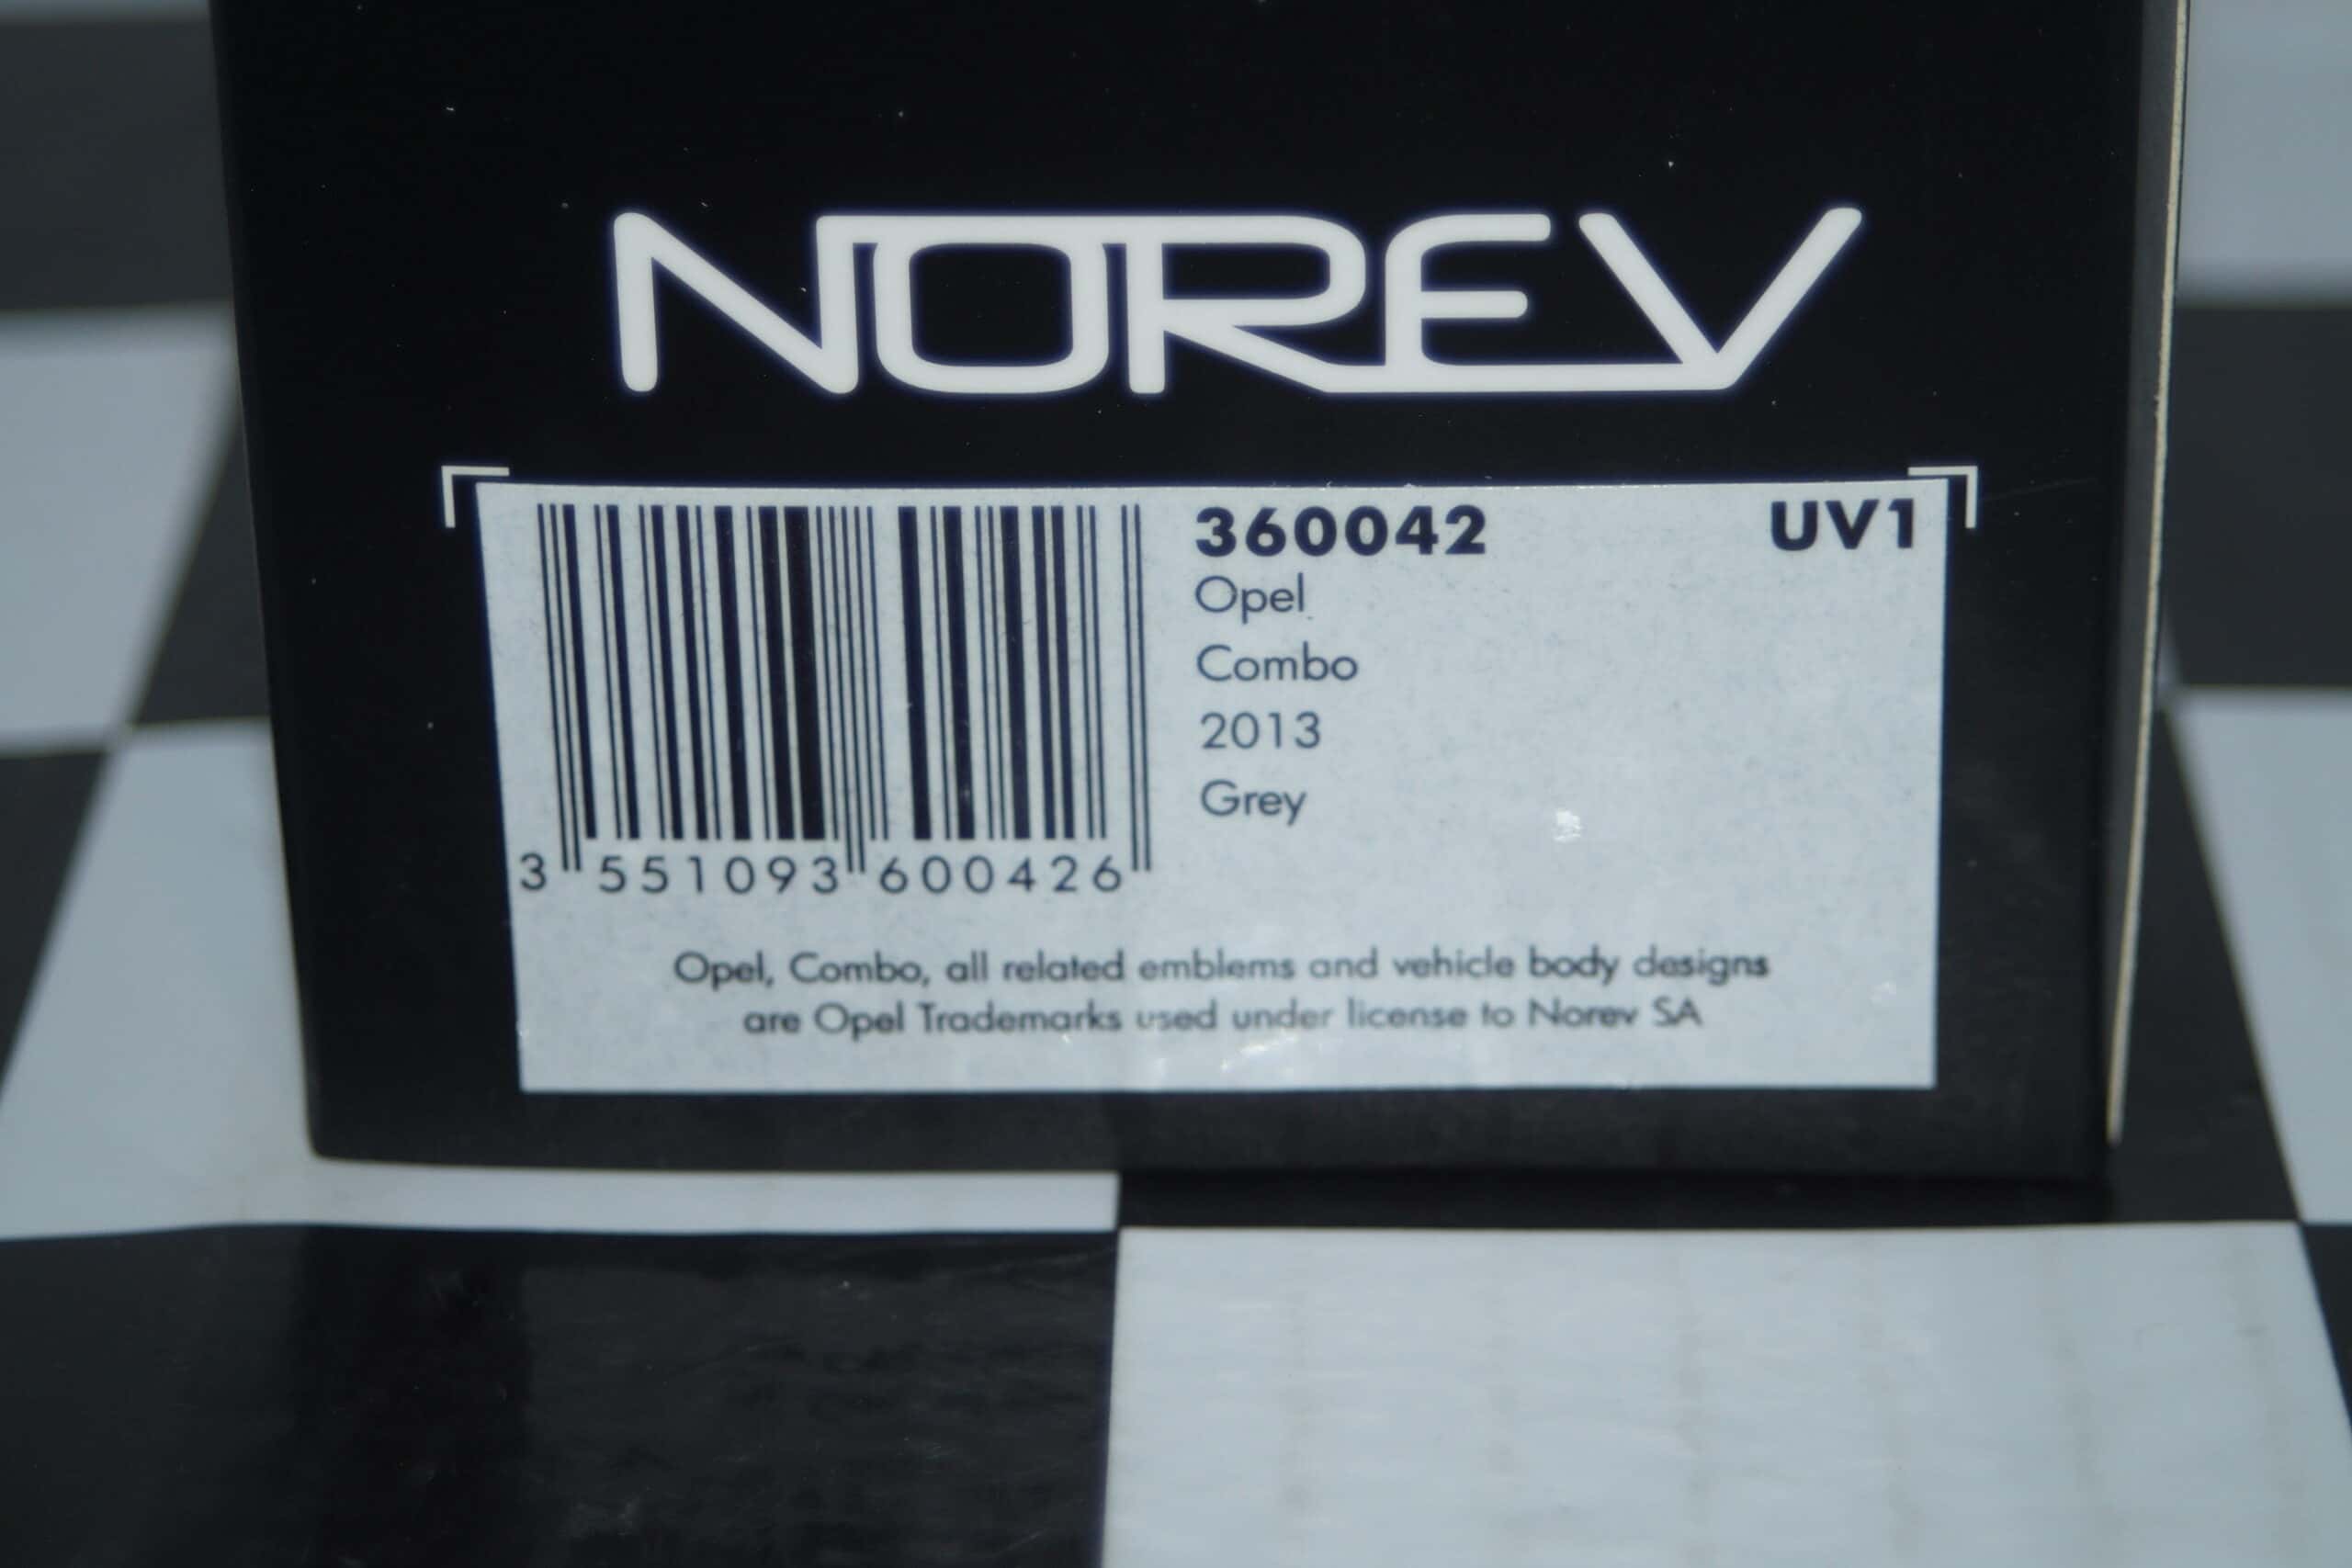 NOREV
360042 UV1
Opel
Combo
2013
Grey
3 551093 600426
Opel, Combo, all related emblems and vehicle body designs
are Opel Trademarks used under license to Norev SA